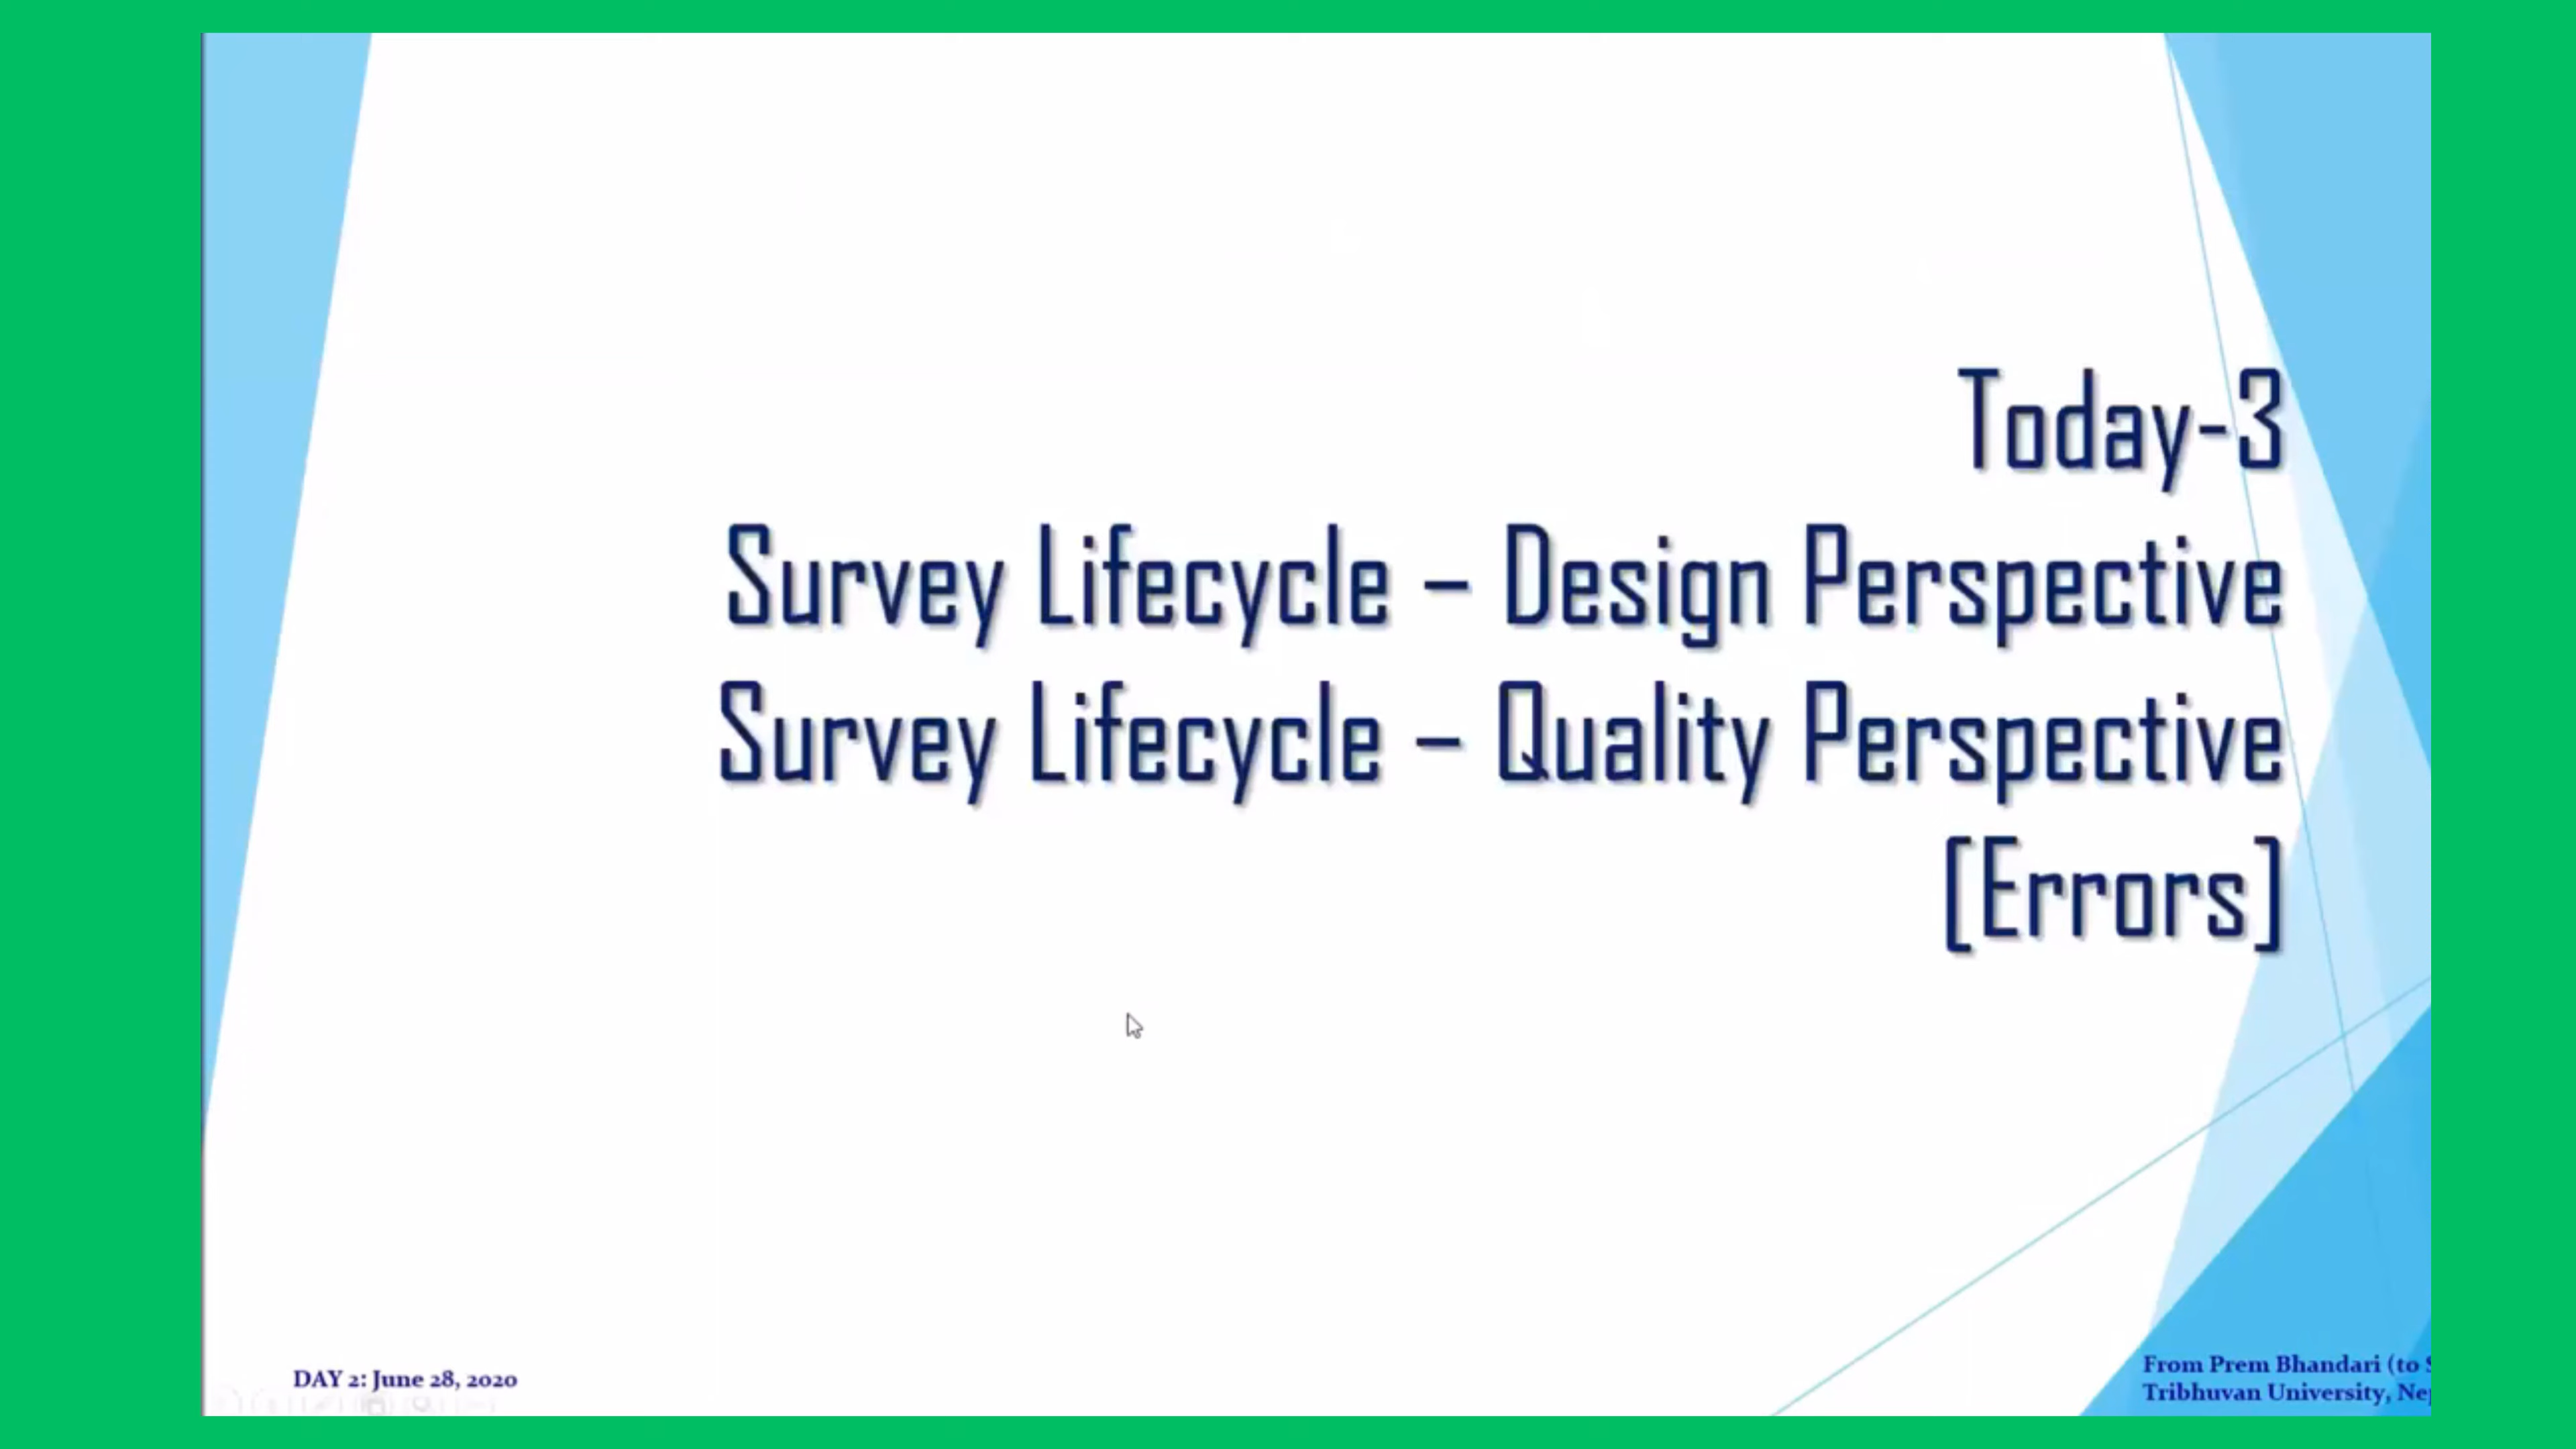 Today-3
Survey Lifecycle – Design Perspective
Survey Lifecycle – Quality Perspective
[Errors]
DAY 2: June 28, 2020
From Prem Bhandari (to
Tribhuvan University,